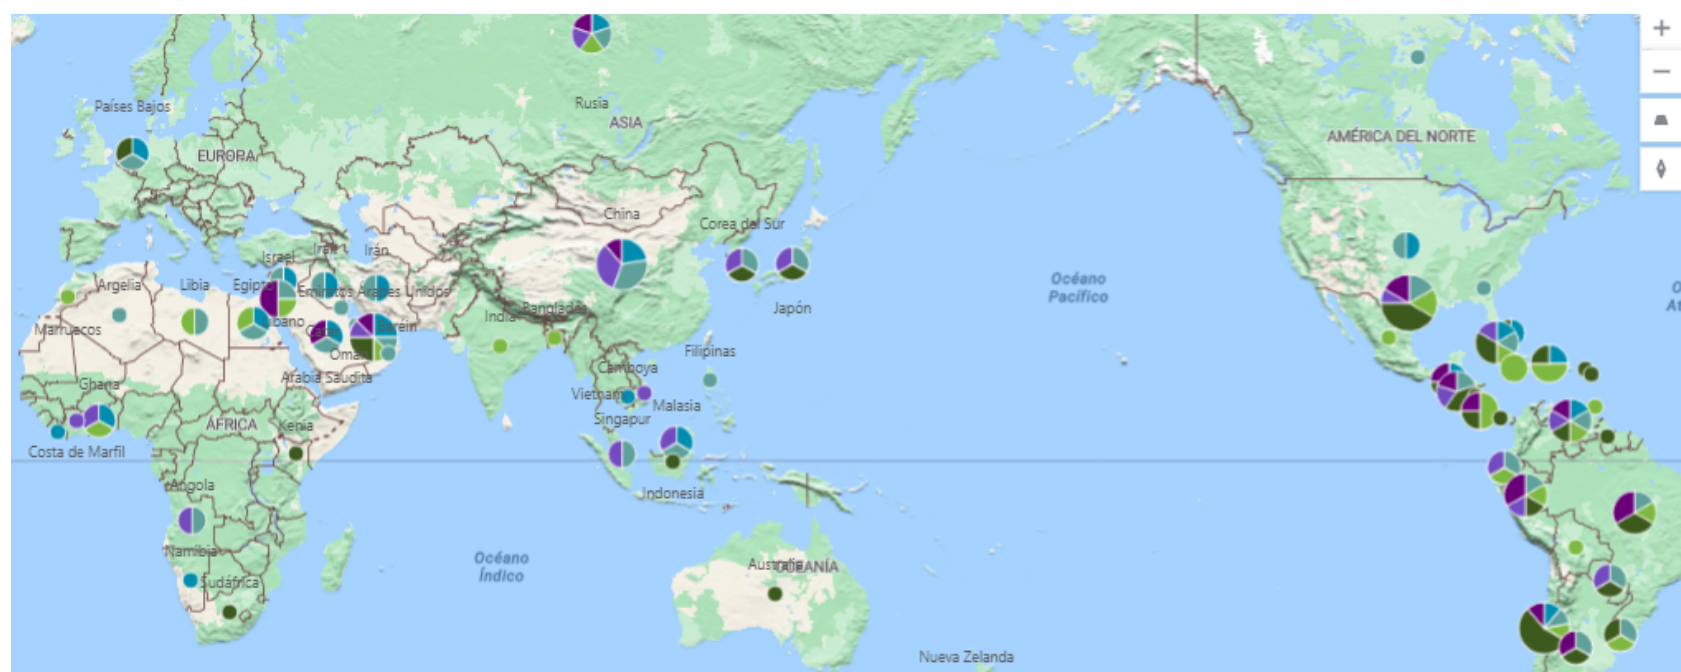 Países Bajos
Rusia
ASIA
EUROPA
AMÉRICA DEL NORTE
China
Corea del Sur
Israel
Irak
Irán
Océano
Pacífico
Argelia
Libia
Egipto
Emiratos Árabes Unidos
India
Bangladés
Japón
Marruecos
Baréin
Omán
Filipinas
Arabia Saudita
Camboya
Ghana
Vietnam
Malasia
Singapur
ÁFRICA
Kenia
Costa de Marfil
Angola
Indonesia
Namibia
Océano
Índico
Australia
OCEANÍA
Sudáfrica
Nueva Zelanda